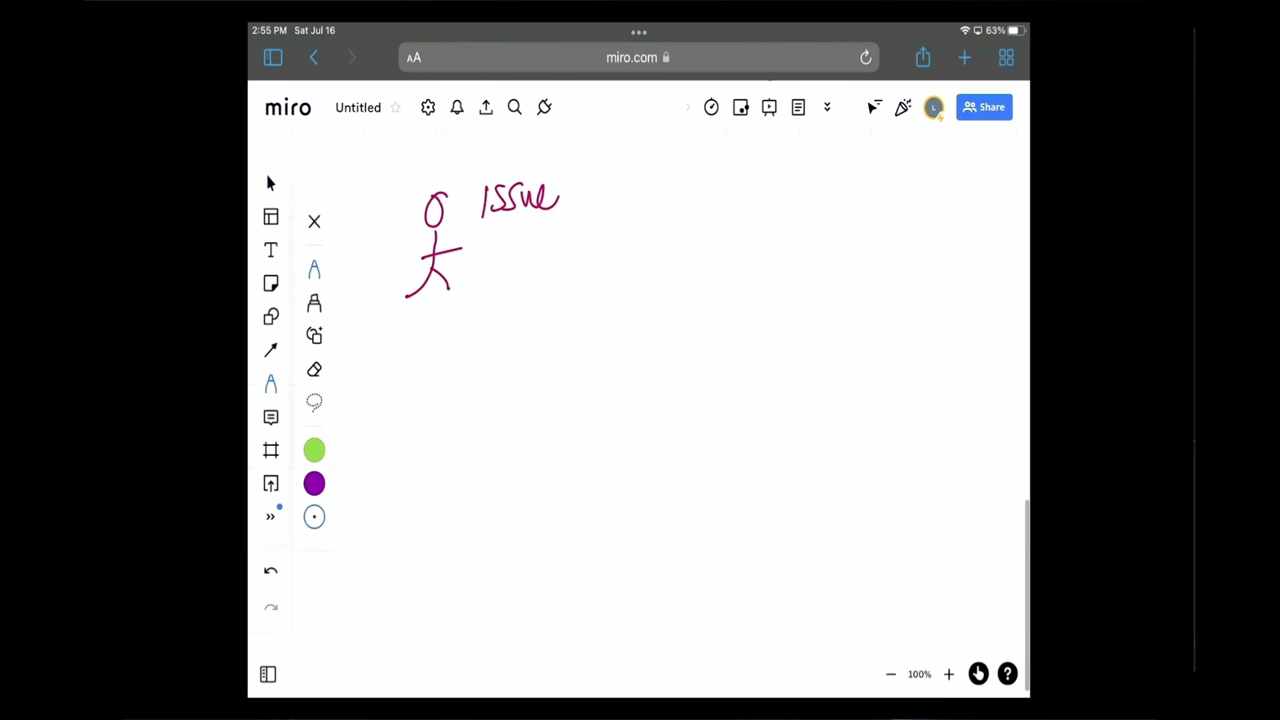 2:55 PM Sat Jul 16
63%
AA
miro.com
miro
Untitled
L
Share
Issue
T
100%
?